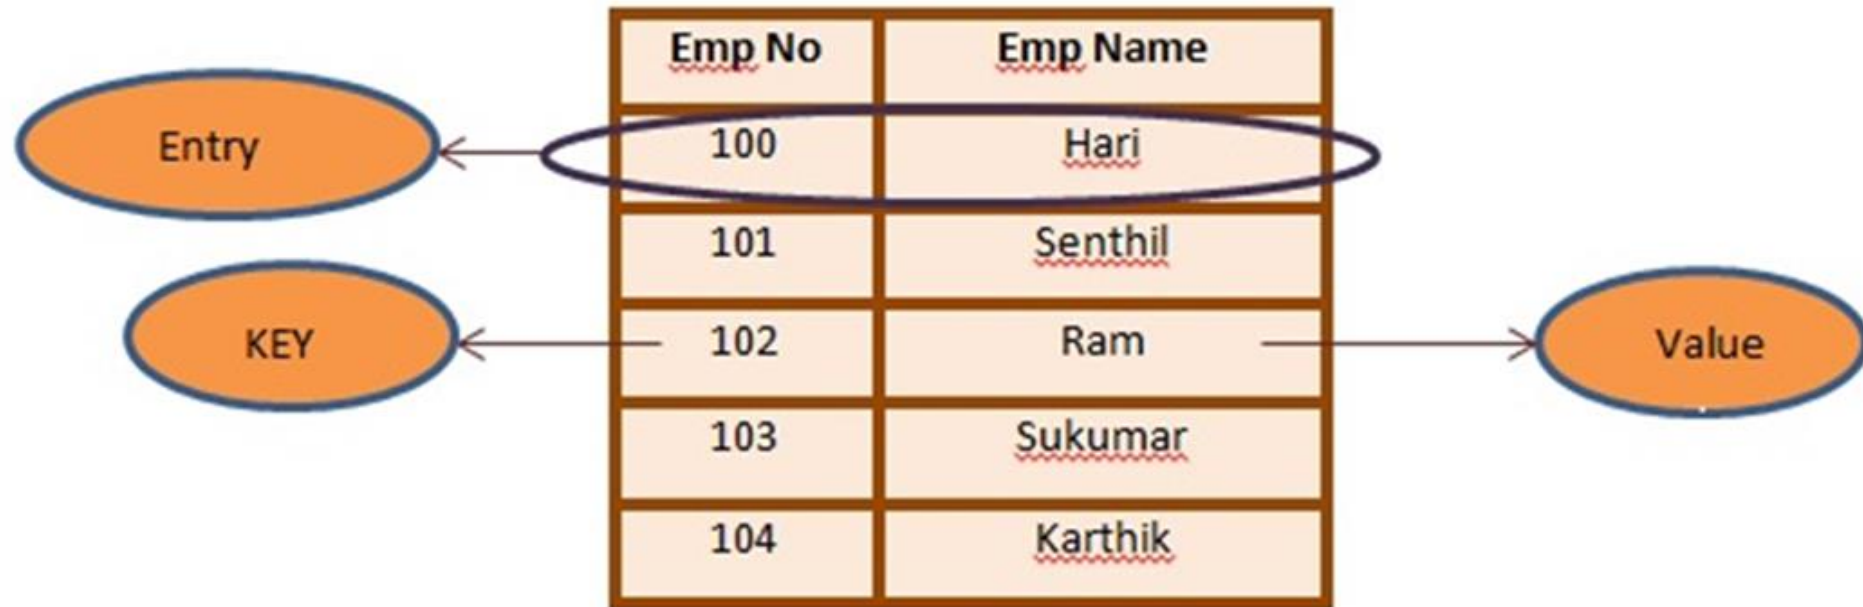 Emp No Emp Name
Entry 100 Hari
101 Senthil
KEY 102 Ram Value
103 Sukumar
104 Karthik